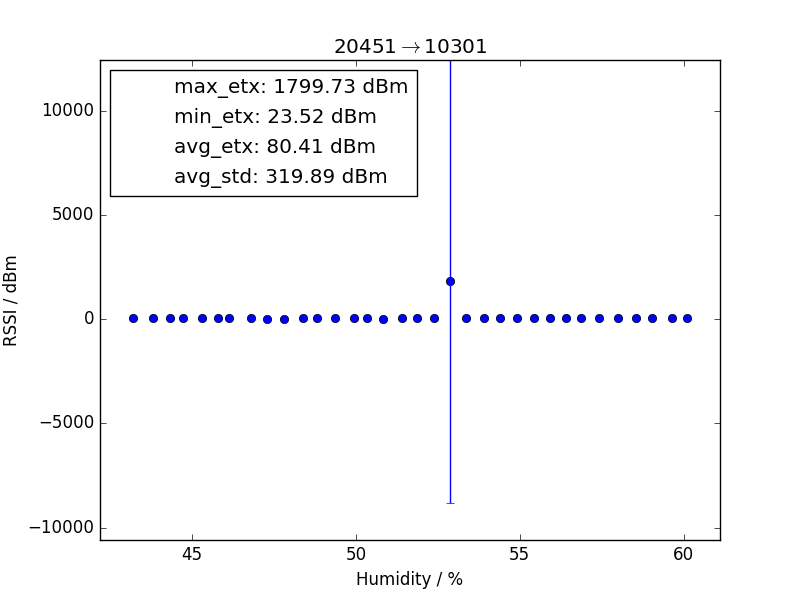 20451→10301
max_etx: 1799.73 dBm
min_etx: 23.52 dBm
avg_etx: 80.41 dBm
avg_std: 319.89 dBm
10000
5000
0
−5000
−10000
RSSI / dBm
45 50 55 60
Humidity / %